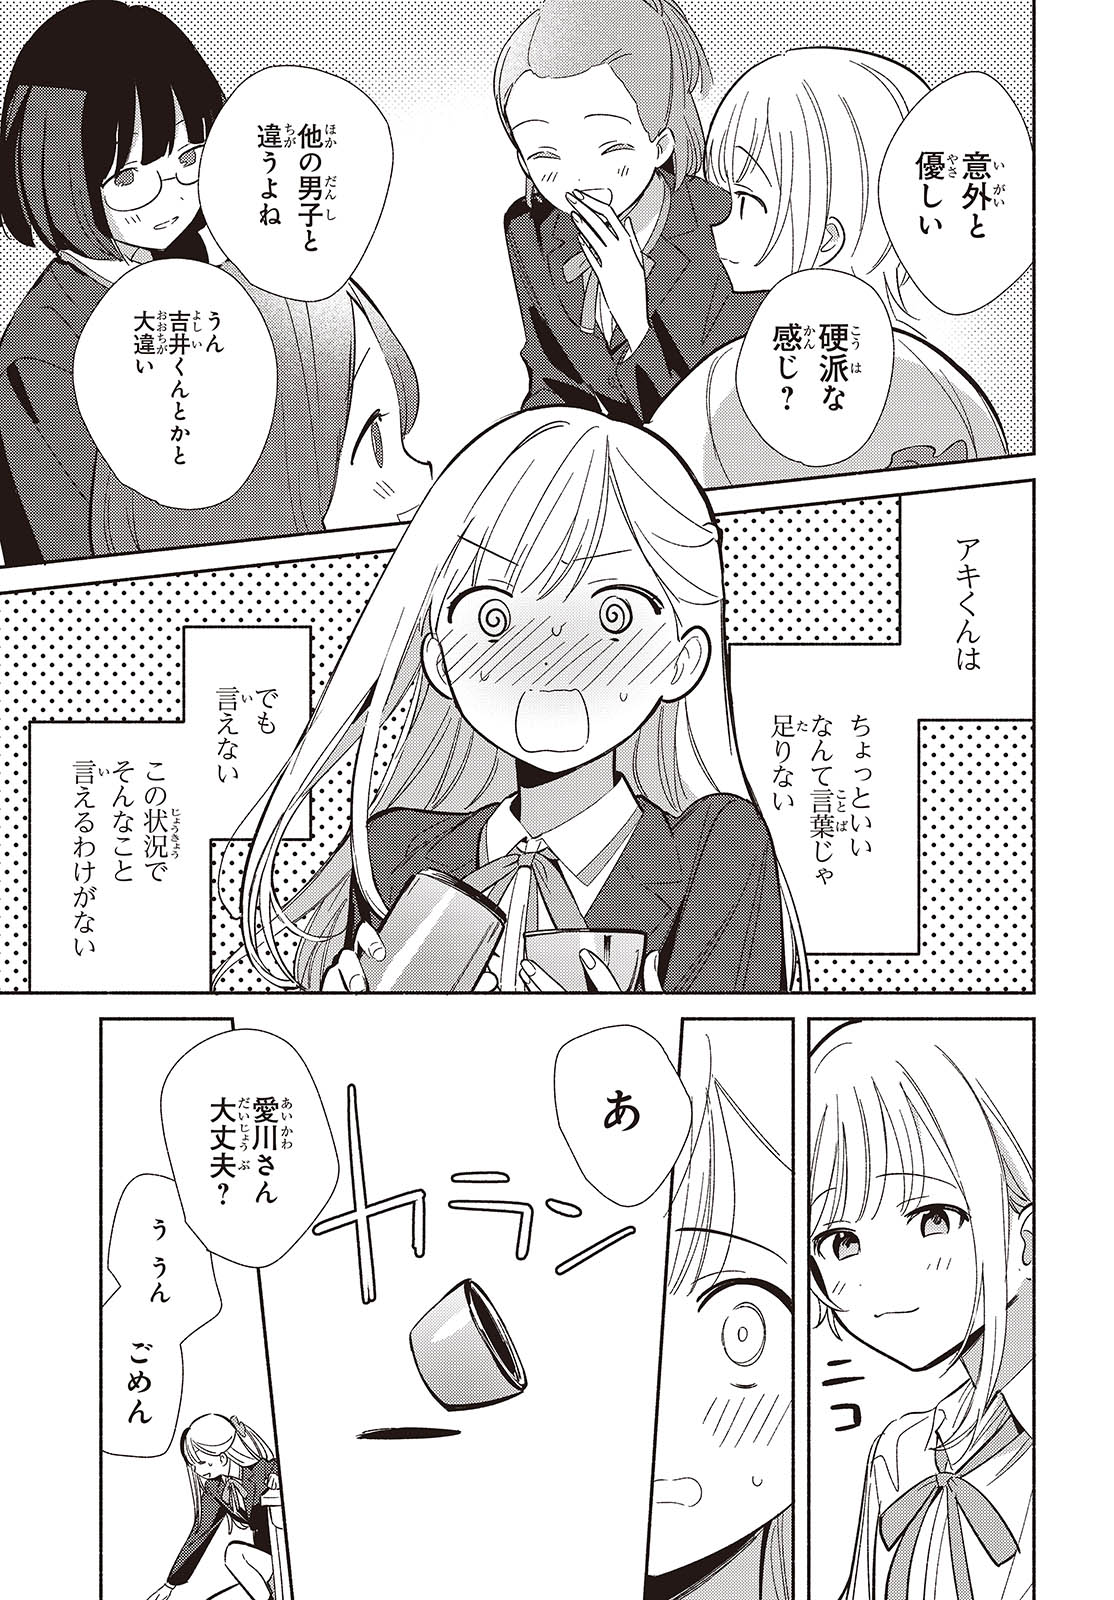 意外と
優しい
硬派な
感じ?
他の男子と
違うよね
うん
吉井くんとかと
大違い
アキくんは
ちょっといい
なんて言葉じゃ
足りない
でも
言えない
この状況で
そんなこと
言えるわけがない
ニコ
あ
カラン
愛川さん
大丈夫?
う うん
ごめん